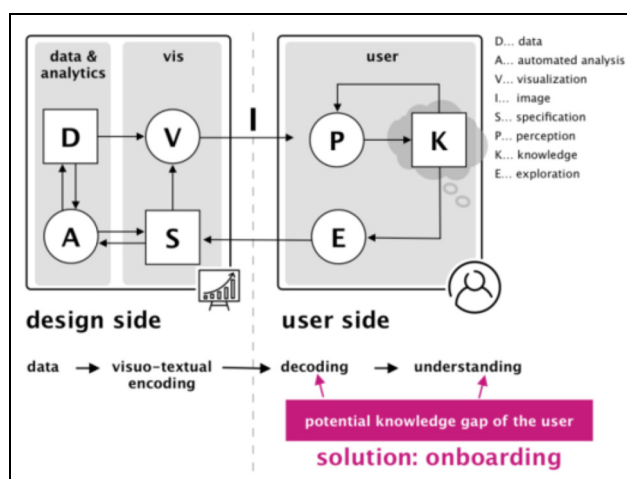 data &
analytics
vis
user
D
V
I
P
K
A
S
E
D... data
A... automated analysis
V... visualization
I... image
S... specification
P... perception
K... knowledge
E... exploration
design side
user side
data
visuo-textual
encoding
decoding
understanding
potential knowledge gap of the user
solution: onboarding